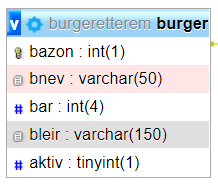 v burgeretterem burger
bazon : int(1)
bnev : varchar(50)
# bar : int(4)
bleir : varchar(150)
# aktiv : tinyint(1)